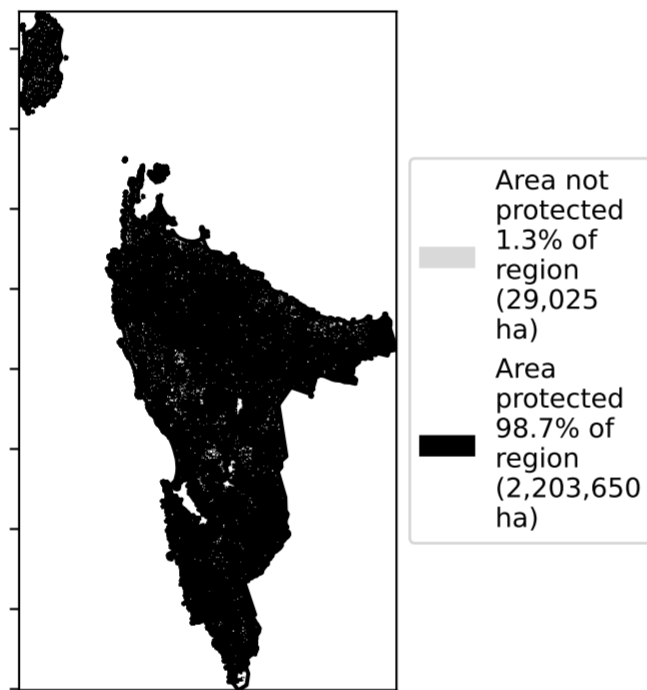 Area not
protected
1.3% of
region
(29,025
ha)
Area
protected
98.7% of
region
(2,203,650
ha)